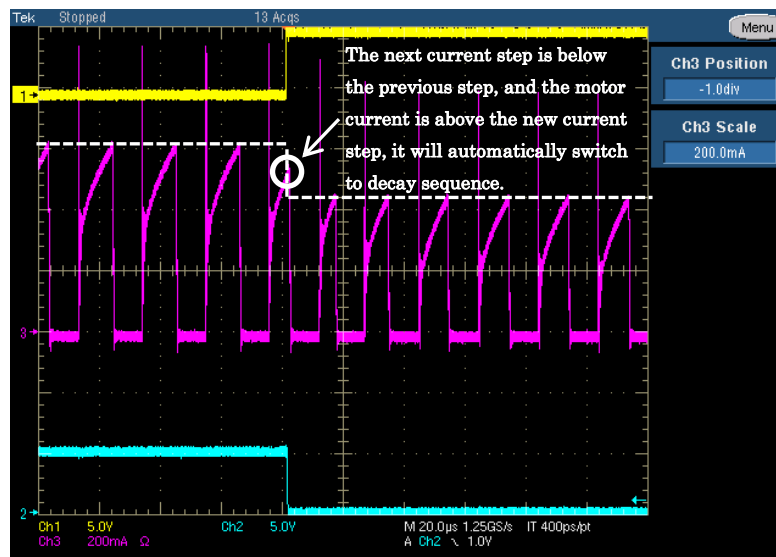 Tek Stopped 13 Acqs
Menu
Ch3 Position
-1.0div
Ch3 Scale
200.0mA
The next current step is below
the previous step, and the motor
current is above the new current
step, it will automatically switch
to decay sequence.
1
3
2
Ch1 5.0V Ch2 5.0V M 20.0µs 1.25GS/s IT 400ps/pt
Ch3 200mA Ω A Ch2 \ 1.0V